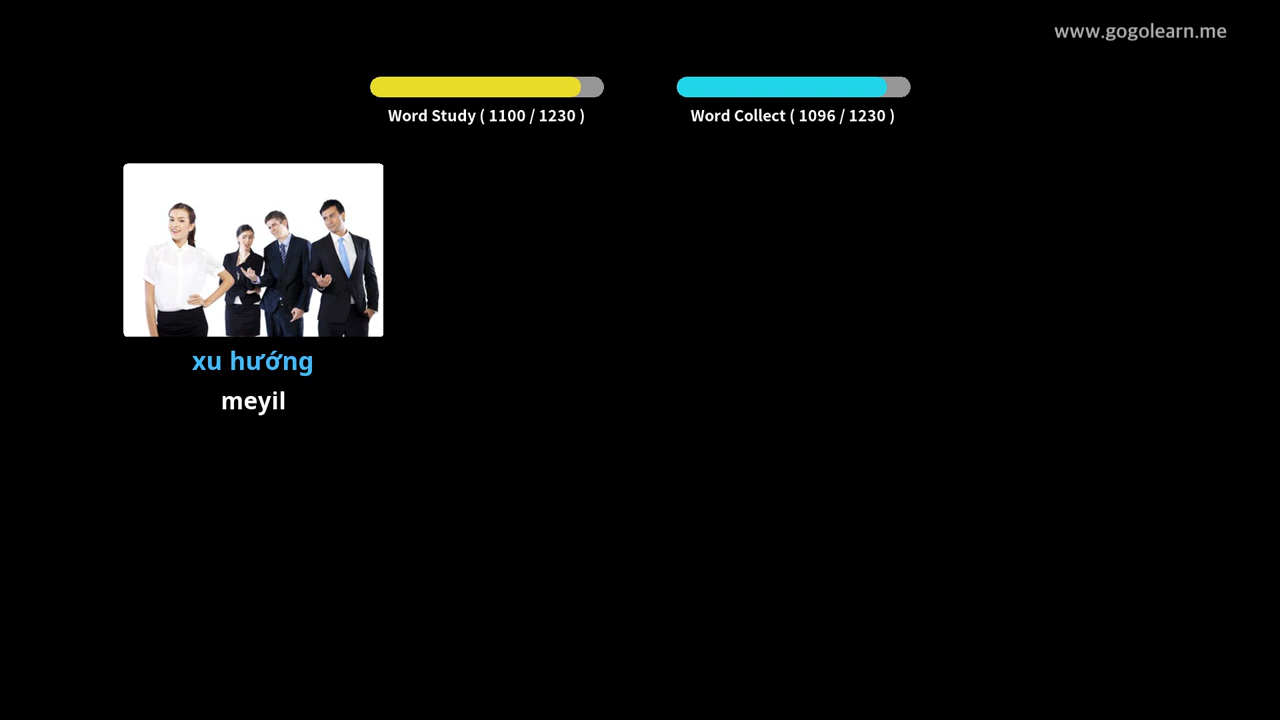 www.gogolearn.me
Word Study ( 1100 / 1230 )
Word Collect ( 1096 / 1230 )
xu hướng
meyil